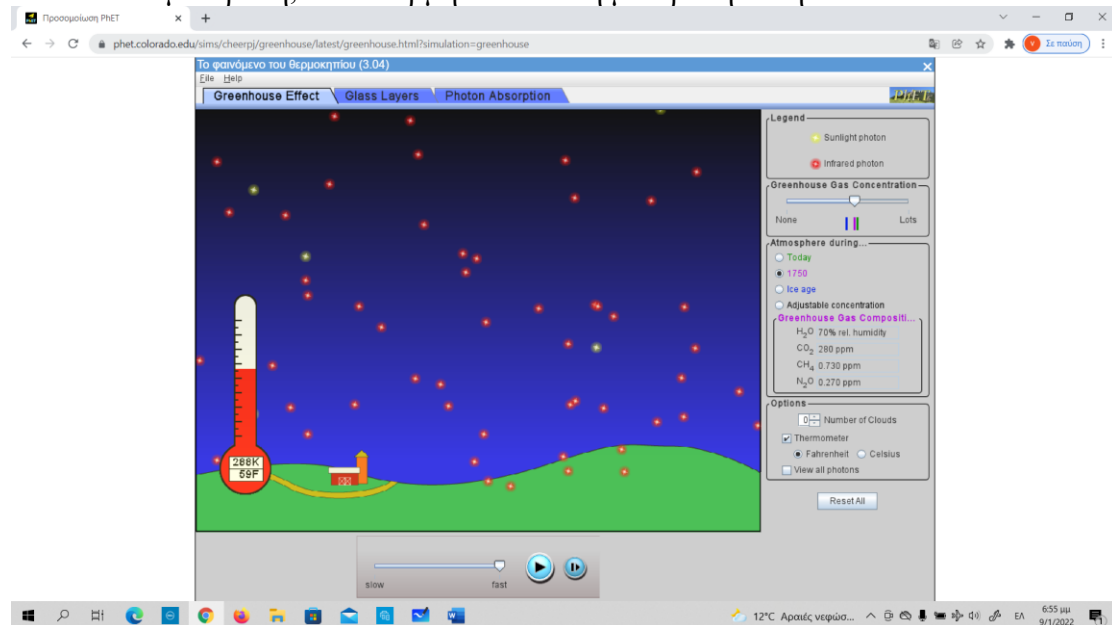 Προσομοίωση PhET
phet.colorado.edu/sims/cheerpj/greenhouse/latest/greenhouse.html?simulation=greenhouse
Σε παύση
Το φαινόμενο του θερμοκηπίου (3.04)
File Help
Greenhouse Effect Glass Layers Photon Absorption
PhET
Legend
Sunlight photon
Infrared photon
Greenhouse Gas Concentration
None Lots
Atmosphere during...
Today
1750
Ice age
Adjustable concentration
Greenhouse Gas Compositi...
H2O 70% rel. humidity
CO2 280 ppm
CH4 0.730 ppm
N2O 0.270 ppm
Options
0 Number of Clouds
Thermometer
Fahrenheit Celsius
View all photons
Reset All
288K
59F
slow fast
12°C Αραιές νεφώσ... ΕΛ 6:55 μμ
9/1/2022